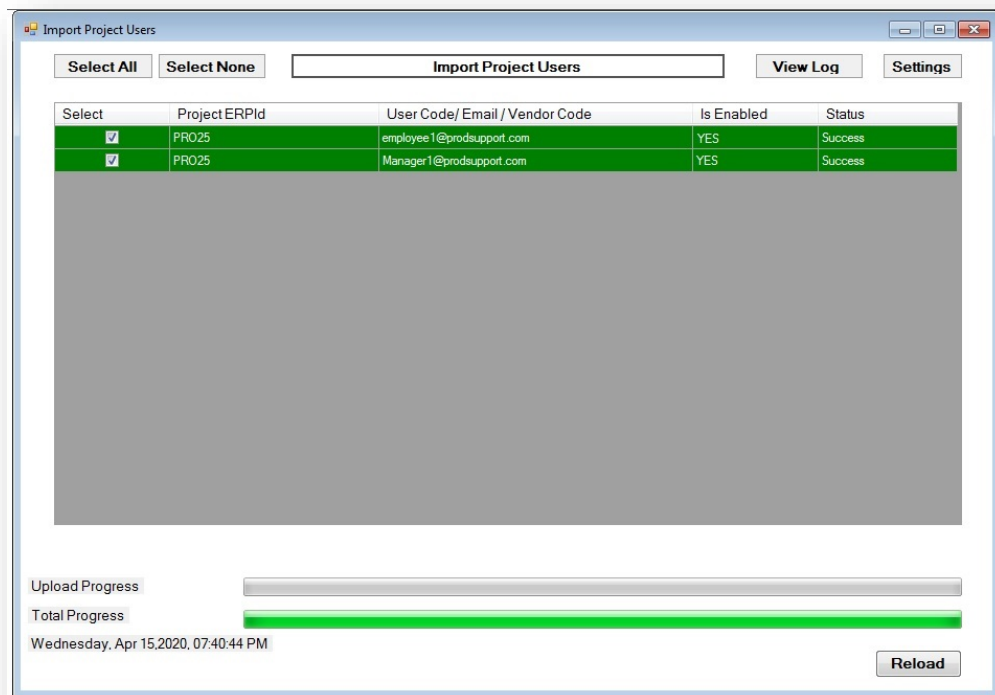 Import Project Users
Select All Select None Import Project Users View Log Settings
Select Project ERPId User Code/ Email / Vendor Code Is Enabled Status
PRO25 employee1@prodsupport.com YES Success
PRO25 Manager1@prodsupport.com YES Success
Upload Progress
Total Progress
Wednesday, Apr 15,2020, 07:40:44 PM
Reload